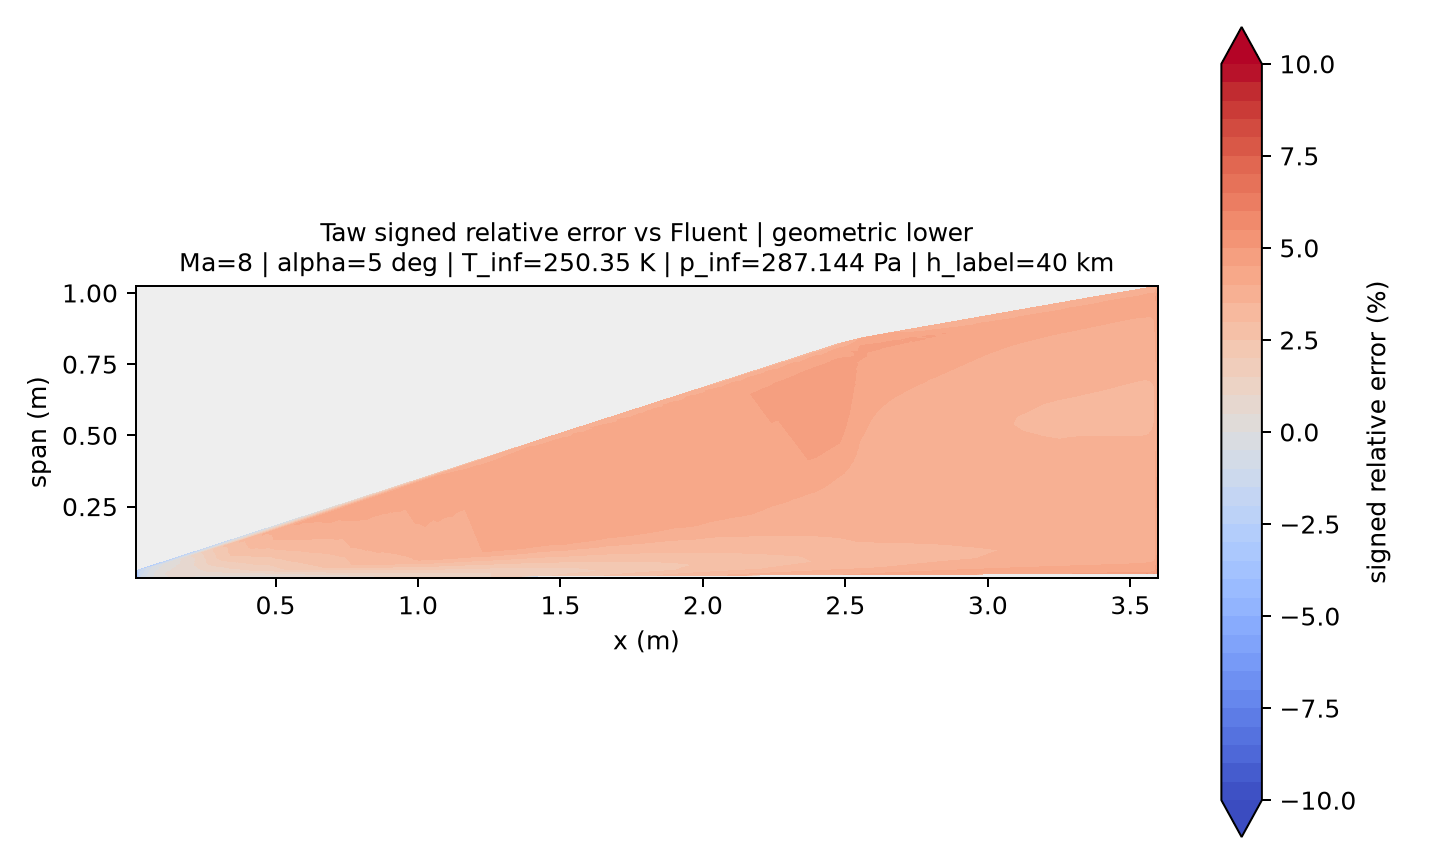 Taw signed relative error vs Fluent | geometric lower
Ma=8 | alpha=5 deg | T_inf=250.35 K | p_inf=287.144 Pa | h_label=40 km
1.00
0.75
0.50
0.25
span (m)
0.5 1.0 1.5 2.0 2.5 3.0 3.5
x (m)
10.0
7.5
5.0
2.5
0.0
−2.5
−5.0
−7.5
−10.0
signed relative error (%)